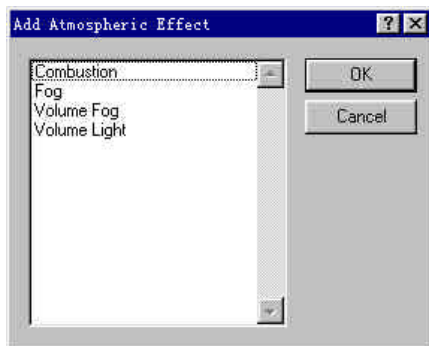 Add Atmospheric Effect
Combustion
Fog
Volume Fog
Volume Light
OK
Cancel